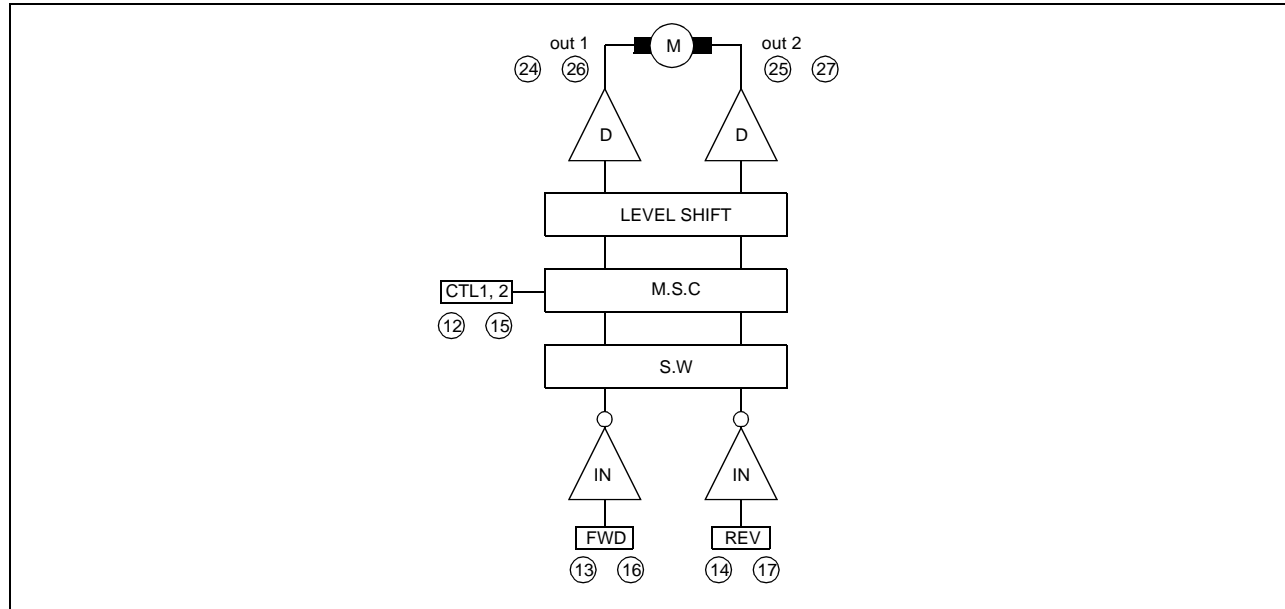 out 1
M
out 2
24 26
25 27
D
D
LEVEL SHIFT
CTL1, 2
M.S.C
12 15
S.W
IN
IN
FWD
REV
13 16
14 17